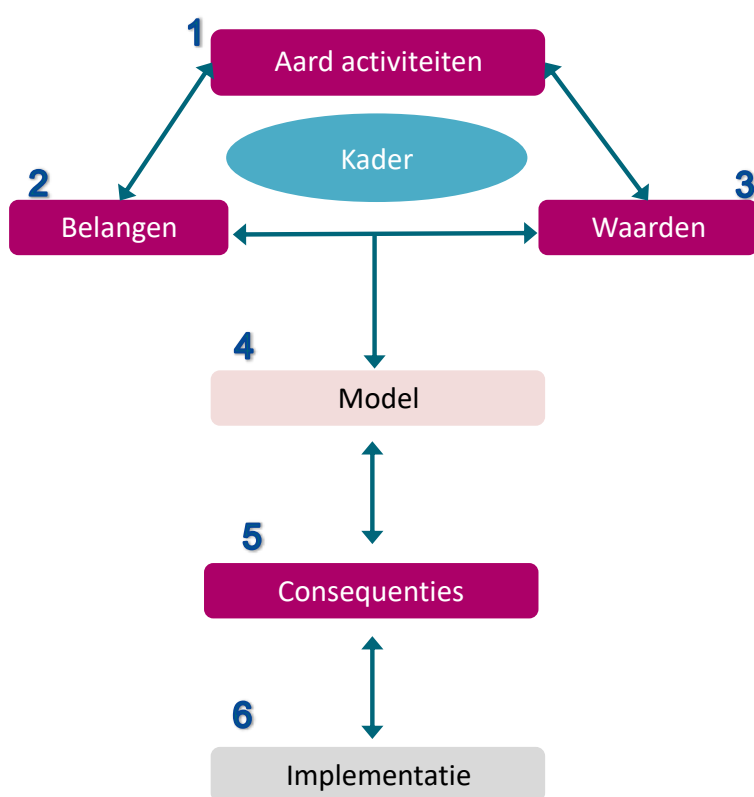 1
Aard activiteiten
Kader
2
Belangen
3
Waarden
4
Model
5
Consequenties
6
Implementatie